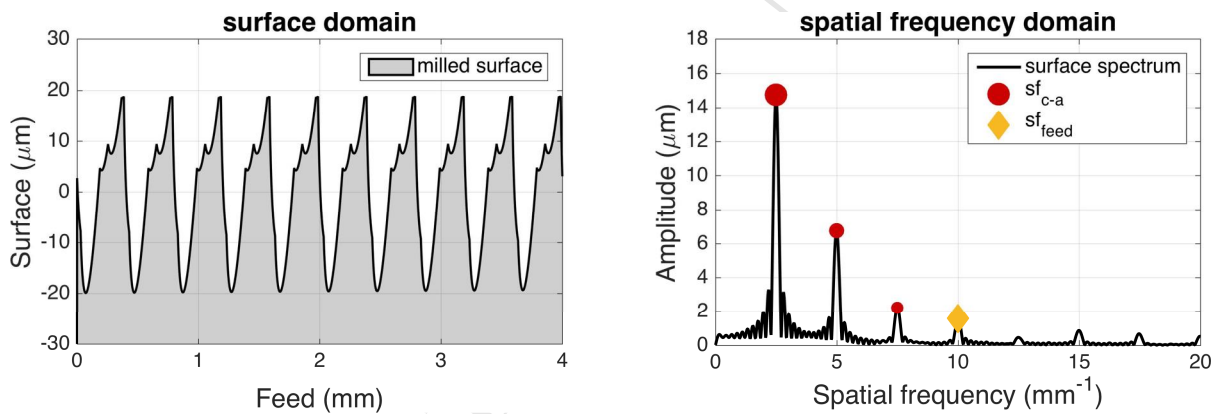 surface domain
30
20
10
0
-10
-20
-30
Surface (μm)
milled surface
0
1
2
3
4
Feed (mm)
spatial frequency domain
18
16
14
12
10
8
6
4
2
0
Amplitude (μm)
surface spectrum
sf_c-a
sf_feed
0
5
10
15
20
Spatial frequency (mm⁻¹)